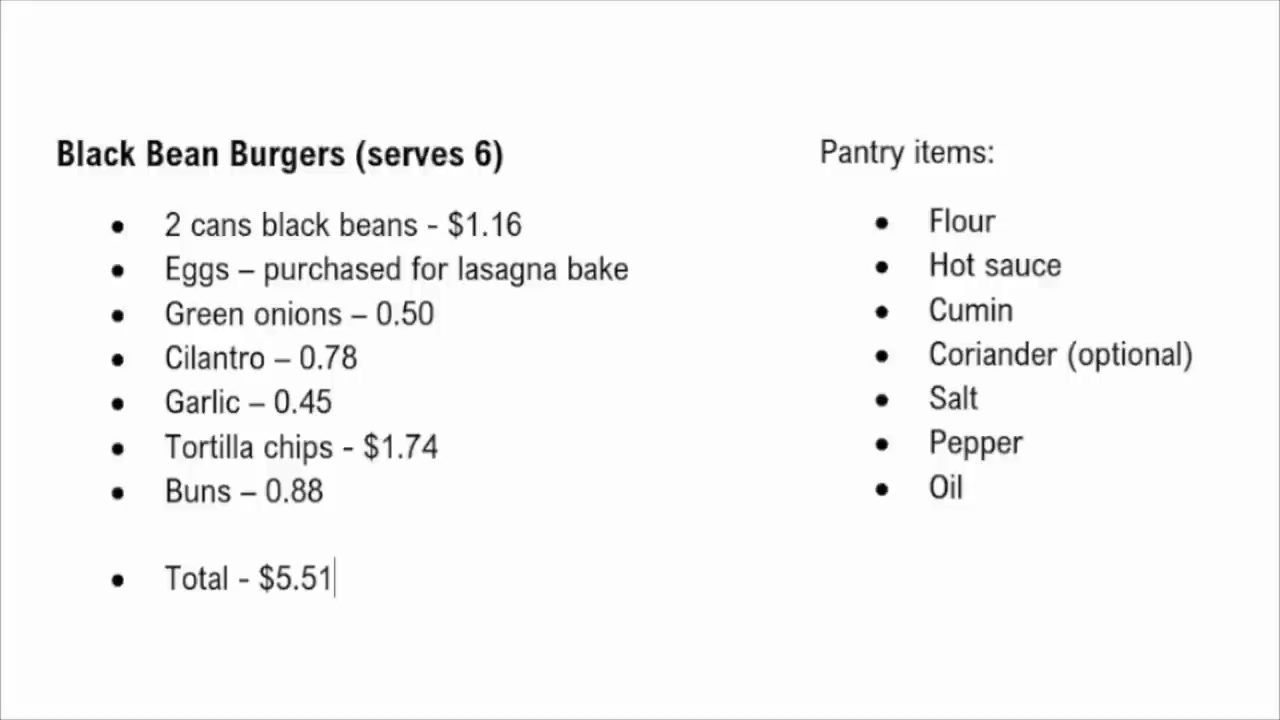 Black Bean Burgers (serves 6)
• 2 cans black beans - $1.16
• Eggs – purchased for lasagna bake
• Green onions – 0.50
• Cilantro – 0.78
• Garlic – 0.45
• Tortilla chips - $1.74
• Buns – 0.88
• Total - $5.51
Pantry items:
• Flour
• Hot sauce
• Cumin
• Coriander (optional)
• Salt
• Pepper
• Oil